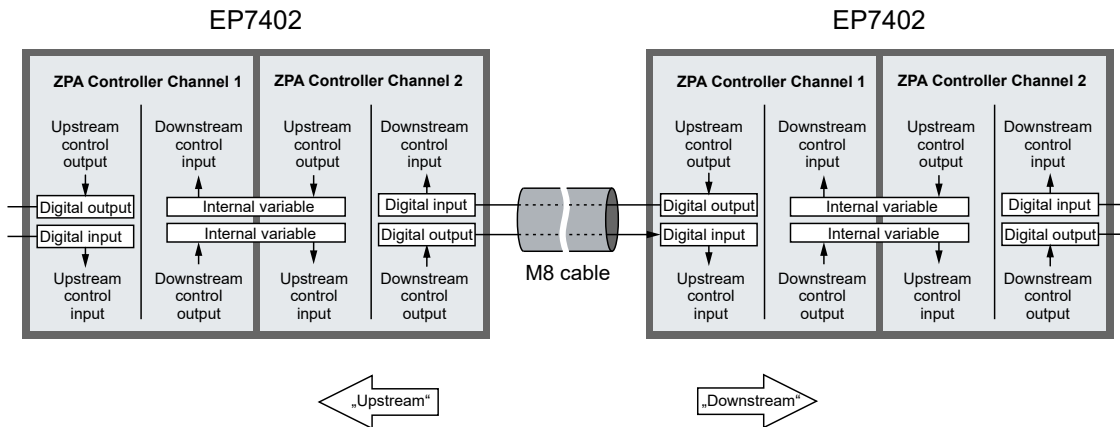 EP7402
EP7402
ZPA Controller Channel 1
ZPA Controller Channel 2
Upstream
control
output
Downstream
control
input
Upstream
control
output
Downstream
control
input
Digital output
Internal variable
Digital input
Digital input
Internal variable
Digital output
Upstream
control
input
Downstream
control
output
Upstream
control
input
Downstream
control
output
M8 cable
ZPA Controller Channel 1
ZPA Controller Channel 2
Upstream
control
output
Downstream
control
input
Upstream
control
output
Downstream
control
input
Digital output
Internal variable
Digital input
Digital input
Internal variable
Digital output
Upstream
control
input
Downstream
control
output
Upstream
control
input
Downstream
control
output
„Upstream“
„Downstream“